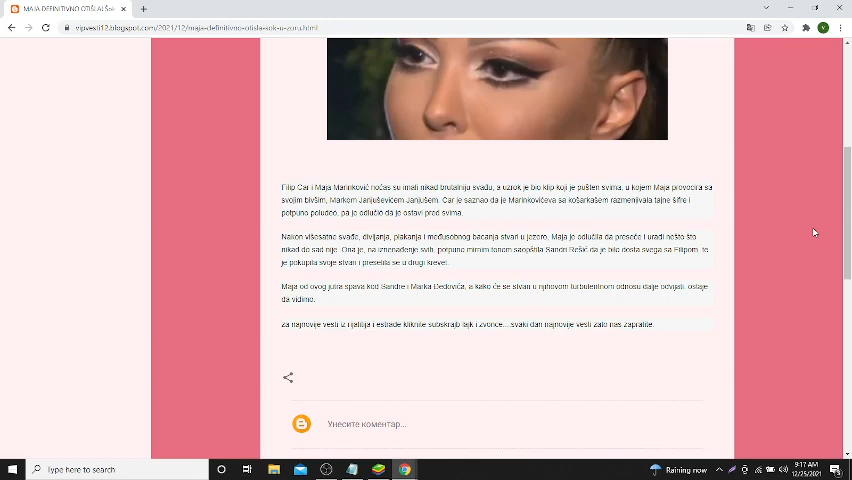 MAJA DEFINITIVNO OTIŠLA! Šok
vipvesti12.blogspot.com/2021/12/maja-definitivno-otisla-sok-u-zoru.html
Filip Car i Maja Marinković noćas su imali nikad brutalniju svađu, a uzrok je bio klip koji je pušten svima, u kojem Maja provocira sa
svojim bivšim, Markom Janjuševićem Janjušem. Car je saznao da je Marinkovićeva sa košarkašem razmenjivala tajne šifre i
potpuno poludeo, pa je odlučio da je ostavi pred svima.
Nakon višesatne svađe, divljanja, plakanja i međusobnog bacanja stvari u jezero, Maja je odlučila da preseče i uradi nešto što
nikad do sad nije. Ona je, na iznenađenje svih, potpuno mirnim tonom saopštila Sandri Rešić da je bilo dosta svega sa Filipom, te
je pokupila svoje stvari i preselila se u drugi krevet.
Maja od ovog jutra spava kod Sandre i Marka Đedovića, a kako će se stvari u njihovom turbulentnom odnosu dalje odvijati, ostaje
da vidimo.
za najnovije vesti iz rijalitija i estrade kliknite subskrajb lajk i zvonce....svaki dan najnovije vesti zato nas zapratite.
Унесите коментар...
Type here to search
Raining now
9:17 AM
12/25/2021